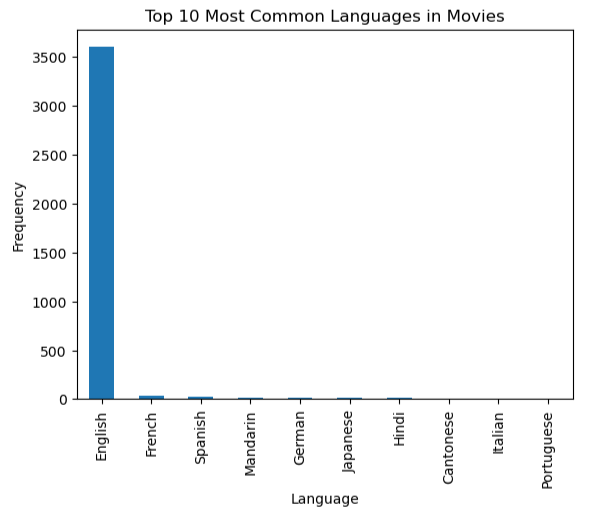 Top 10 Most Common Languages in Movies
Frequency
3500
3000
2500
2000
1500
1000
500
0
English
French
Spanish
Mandarin
German
Japanese
Hindi
Cantonese
Italian
Portuguese
Language